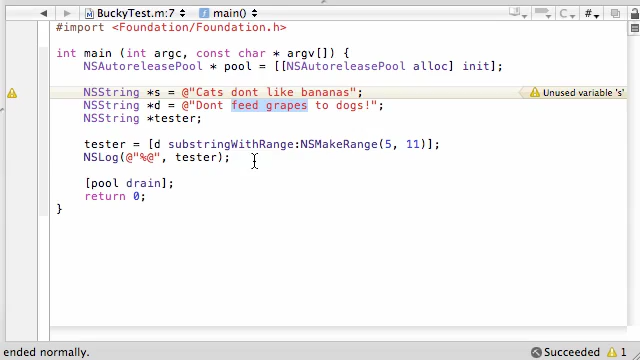 BuckyTest.m:7 f main() C #
#import <Foundation/Foundation.h>
int main (int argc, const char * argv[]) {
NSAutoreleasePool * pool = [[NSAutoreleasePool alloc] init];
NSString *s = @"Cats dont like bananas"; Unused variable 's'
NSString *d = @"Dont feed grapes to dogs!";
NSString *tester;
tester = [d substringWithRange:NSMakeRange(5, 11)];
NSLog(@"%@", tester);
[pool drain];
return 0;
}
ended normally. Succeeded 1